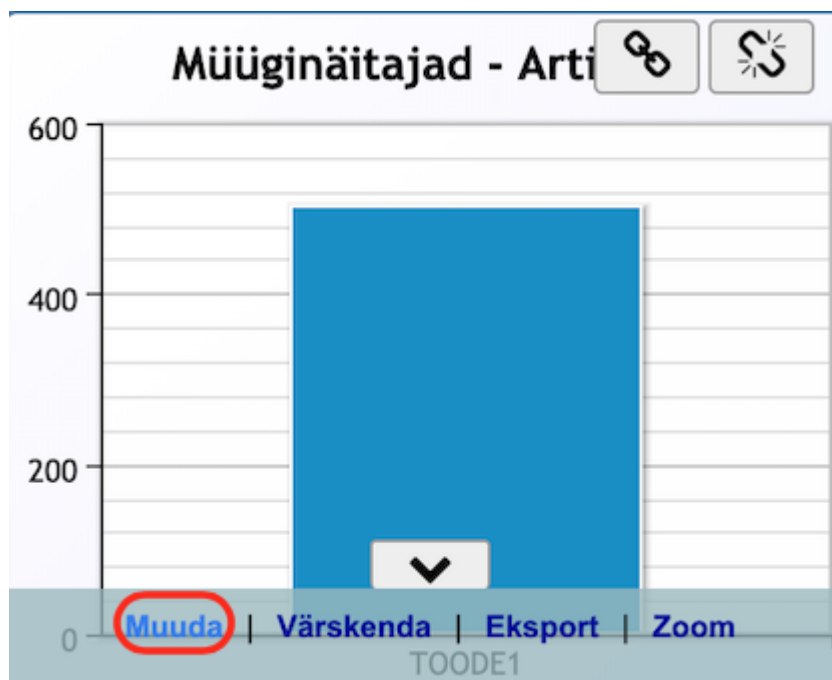 Müüginäitajad - Arti
600
400
200
0
Muuda | Värskenda | Eksport | Zoom
TOODE1